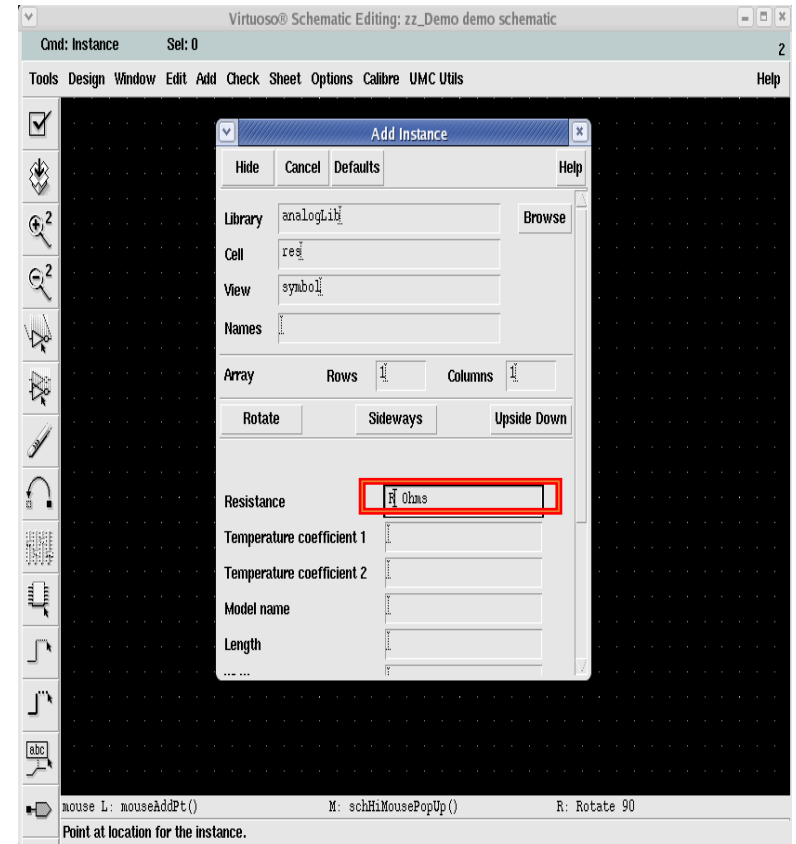 Virtuoso® Schematic Editing: zz_Demo demo schematic
Cmd: Instance Sel: 0 2
Tools Design Window Edit Add Check Sheet Options Calibre UMC Utils Help
Add Instance
Hide Cancel Defaults Help
Library analogLib Browse
Cell res
View symbol
Names
Array Rows 1 Columns 1
Rotate Sideways Upside Down
Resistance R Ohms
Temperature coefficient 1
Temperature coefficient 2
Model name
Length
2
2
abc
mouse L: mouseAddPt() M: schHiMousePopUp() R: Rotate 90
Point at location for the instance.